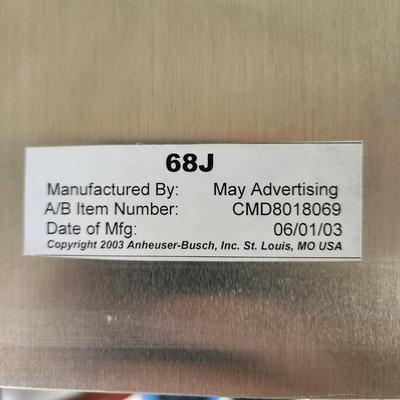 68J
Manufactured By: May Advertising
A/B Item Number: CMD8018069
Date of Mfg: 06/01/03
Copyright 2003 Anheuser-Busch, Inc. St. Louis, MO USA